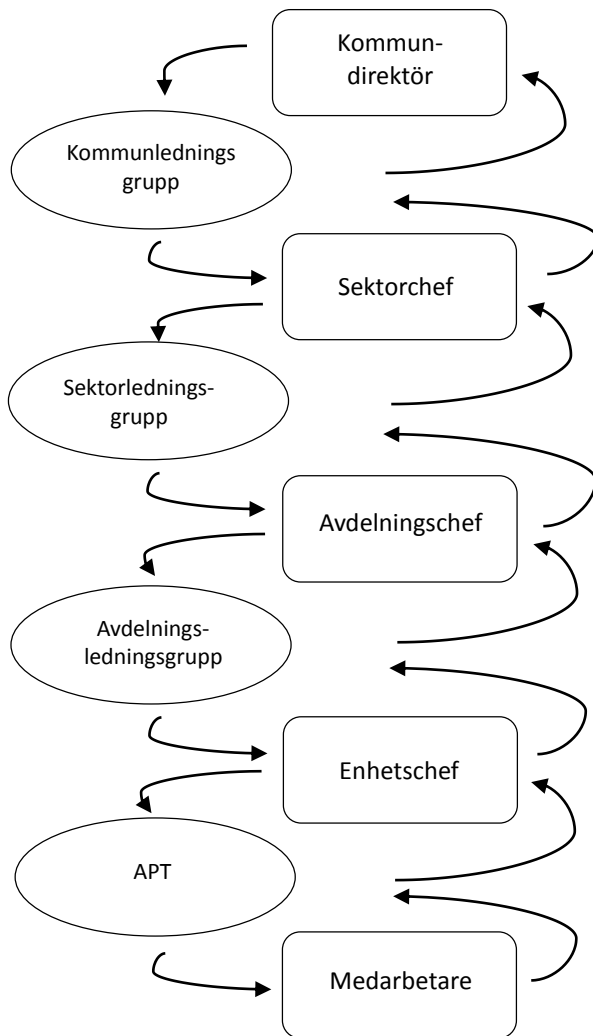 Kommun-
direktör
Kommunlednings
grupp
Sektorchef
Sektorlednings-
grupp
Avdelningschef
Avdelnings-
ledningsgrupp
Enhetschef
APT
Medarbetare